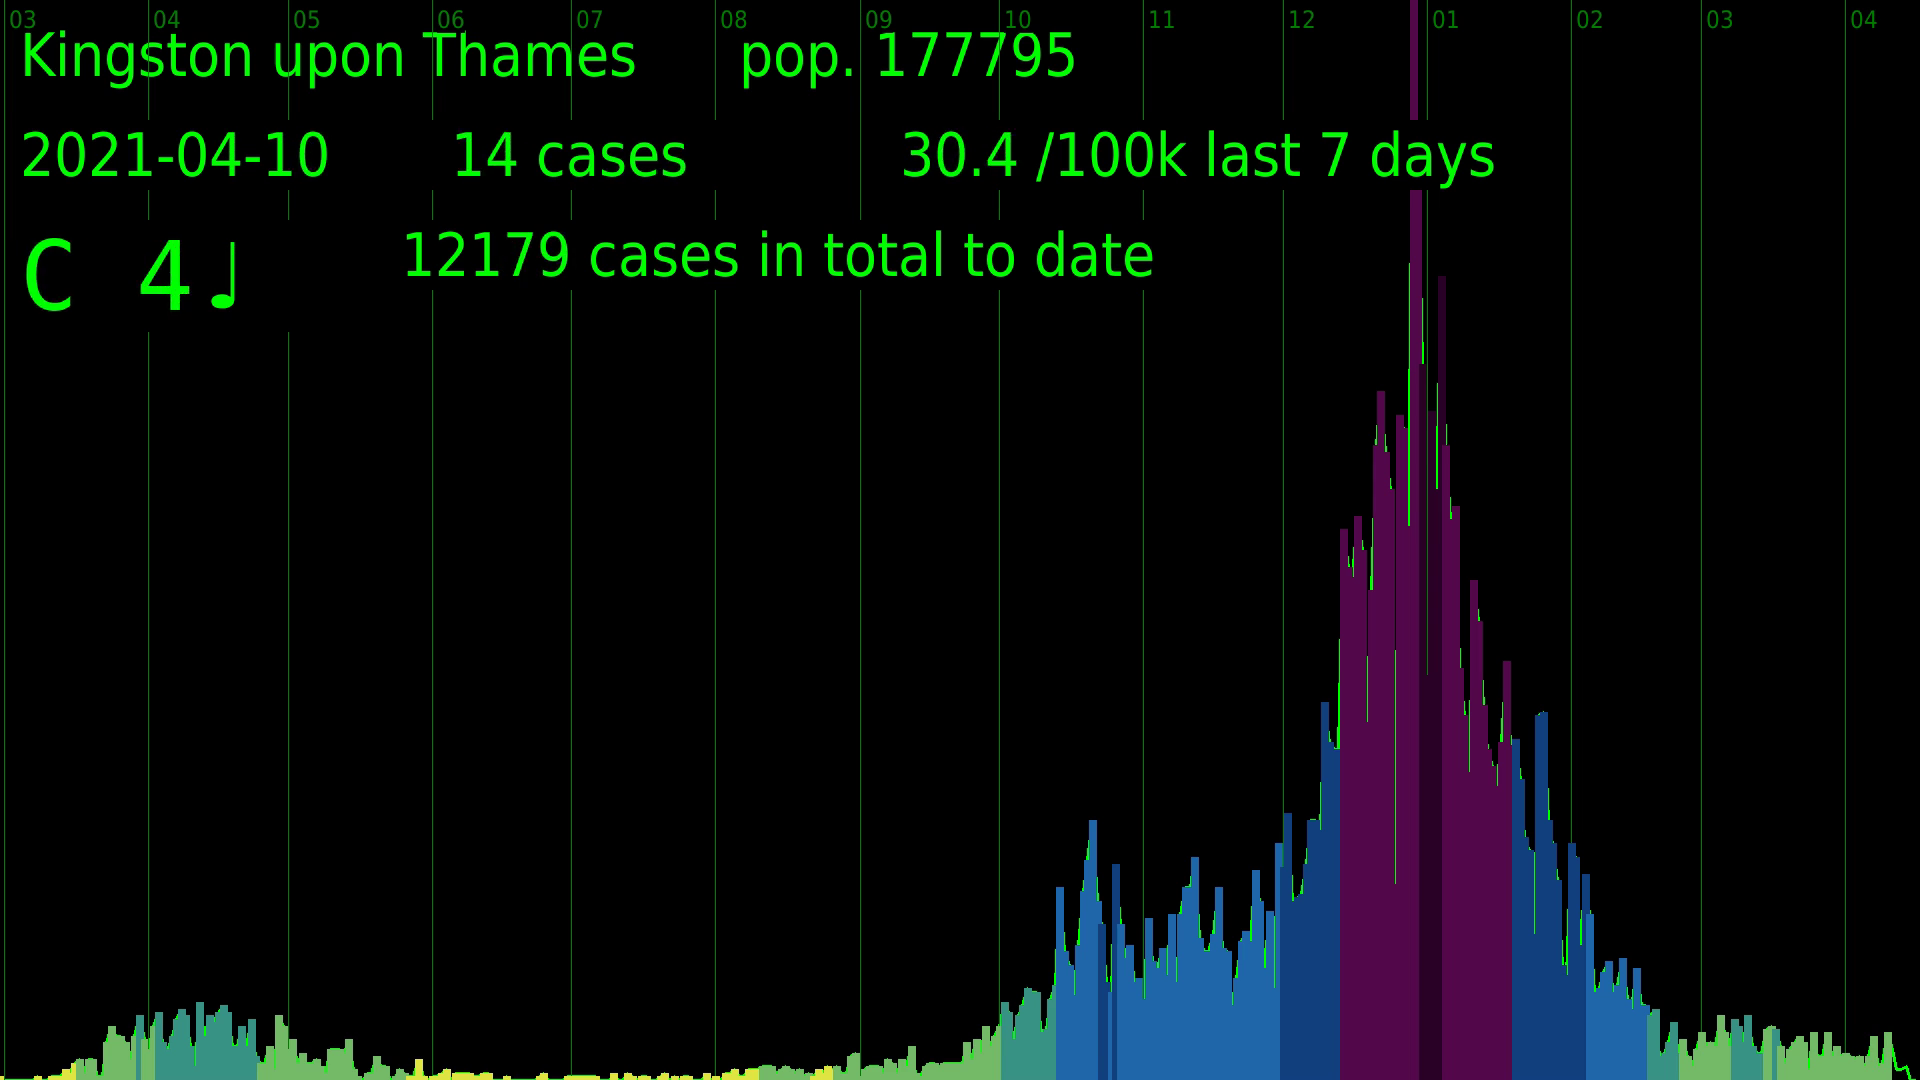 03 04 05 06 07 08 09 10 11 12 01 02 03 04
Kingston upon Thames pop. 177795
2021-04-10 14 cases 30.4 /100k last 7 days
C 4♩ 12179 cases in total to date